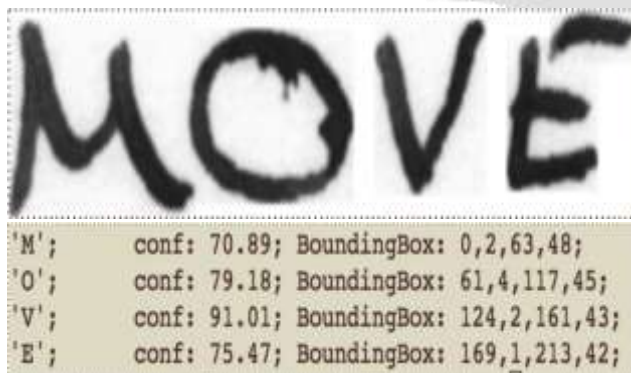 MOVE
'M'; conf: 70.89; BoundingBox: 0,2,63,48;
'O'; conf: 79.18; BoundingBox: 61,4,117,45;
'V'; conf: 91.01; BoundingBox: 124,2,161,43;
'E'; conf: 75.47; BoundingBox: 169,1,213,42;